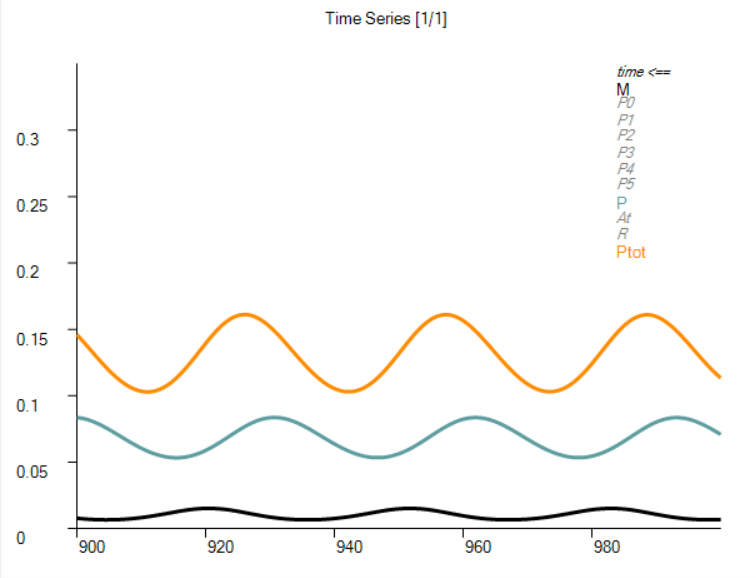 Time Series [1/1]
time <==
M
P0
P1
P2
P3
P4
P5
P
At
R
Ptot
0.3
0.25
0.2
0.15
0.1
0.05
0
900 920 940 960 980